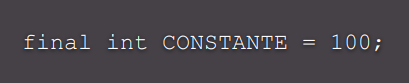 final int CONSTANTE = 100;